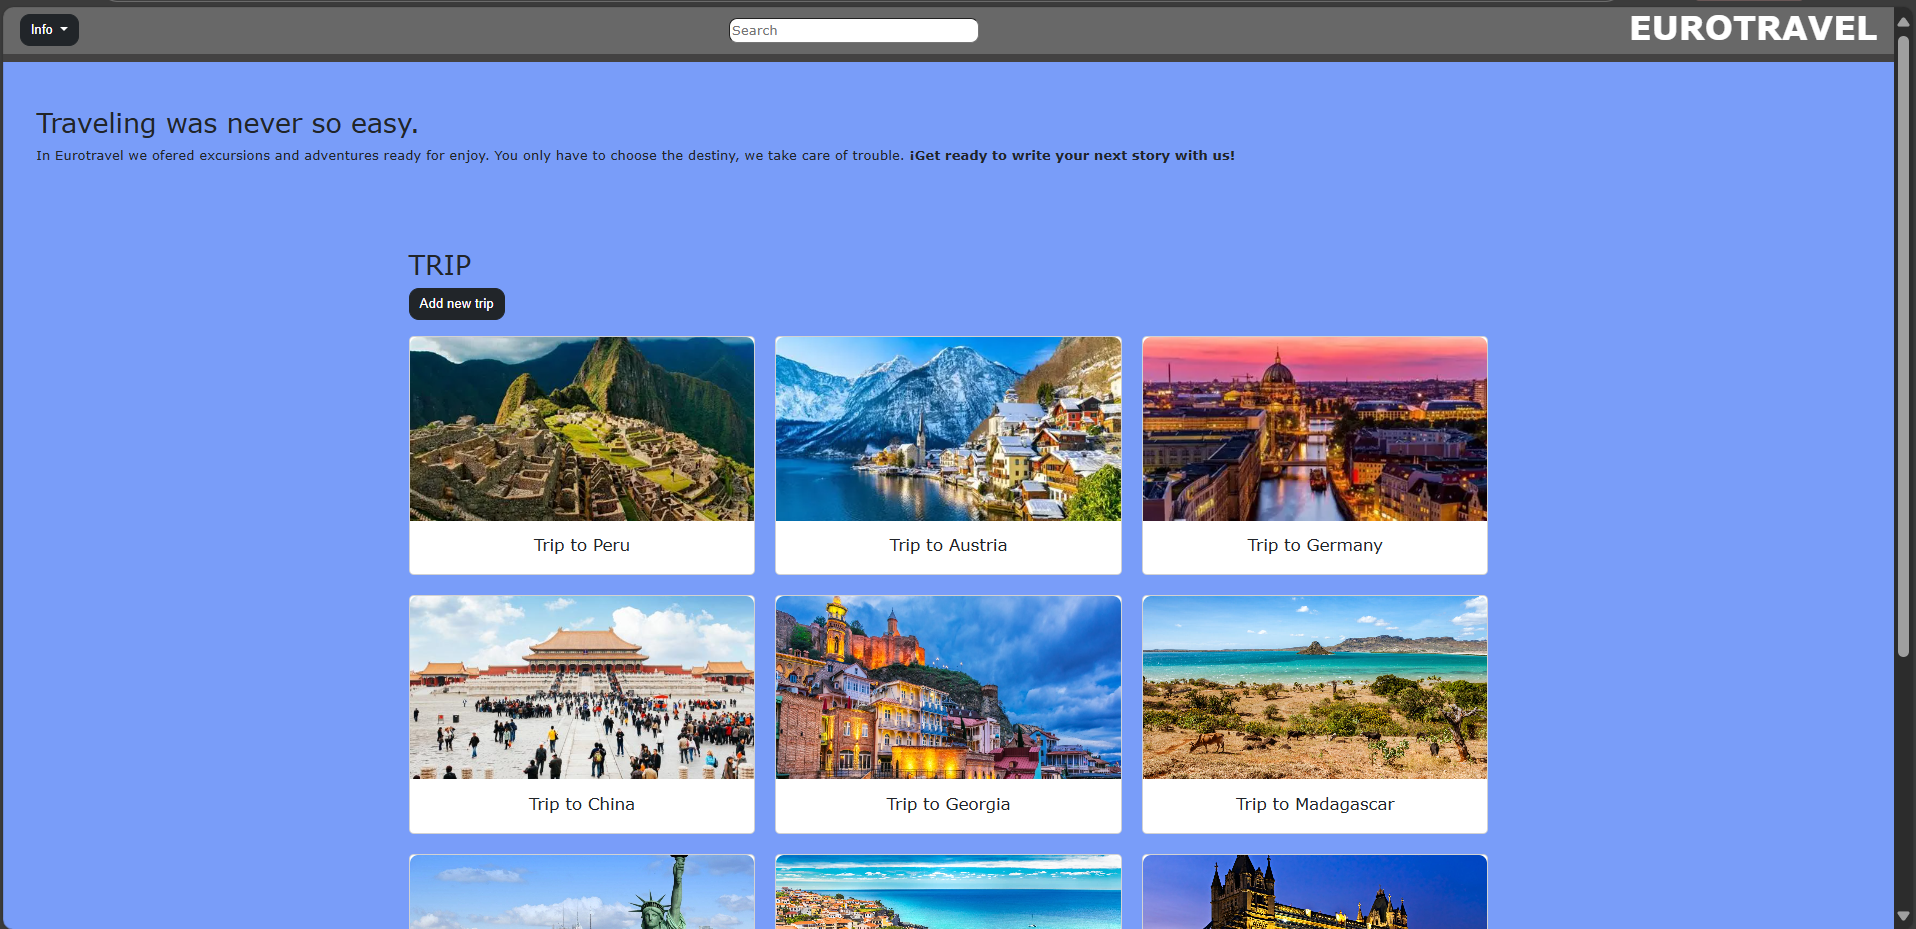 Info
Search
EUROTRAVEL
Traveling was never so easy.
In Eurotravel we ofered excursions and adventures ready for enjoy. You only have to choose the destiny, we take care of trouble. ¡Get ready to write your next story with us!
TRIP
Add new trip
Trip to Peru
Trip to Austria
Trip to Germany
Trip to China
Trip to Georgia
Trip to Madagascar